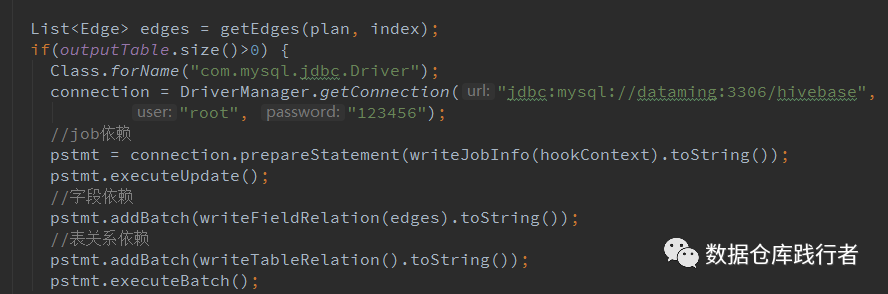 List<Edge> edges = getEdges(plan, index);
if(outputTable.size()>0) {
Class.forName("com.mysql.jdbc.Driver");
connection = DriverManager.getConnection( url: "jdbc:mysql://dataming:3306/hivebase",
user: "root", password: "123456");
//job依赖
pstmt = connection.prepareStatement(writeJobInfo(hookContext).toString());
pstmt.executeUpdate();
//字段依赖
pstmt.addBatch(writeFieldRelation(edges).toString());
//表关系依赖
pstmt.addBatch(writeTableRelation().toString());
pstmt.executeBatch();
数据仓库践行者